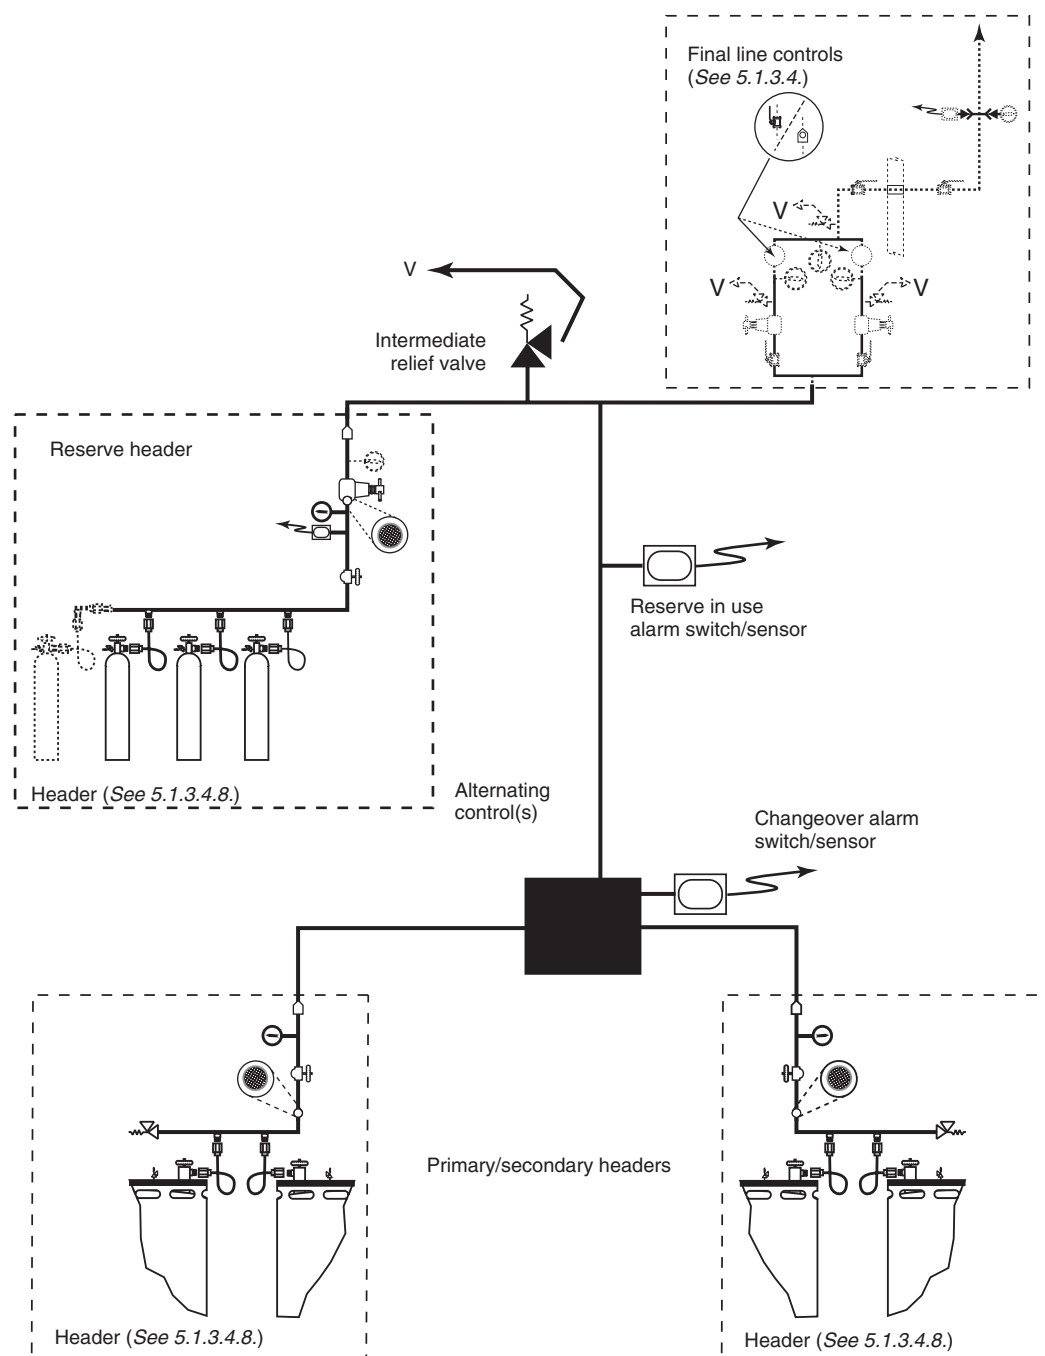 Final line controls
(See 5.1.3.4.)
V
V
V
V
Intermediate
relief valve
Reserve header
Reserve in use
alarm switch/sensor
Header (See 5.1.3.4.8.)
Alternating
control(s)
Changeover alarm
switch/sensor
Primary/secondary headers
Header (See 5.1.3.4.8.)
Header (See 5.1.3.4.8.)